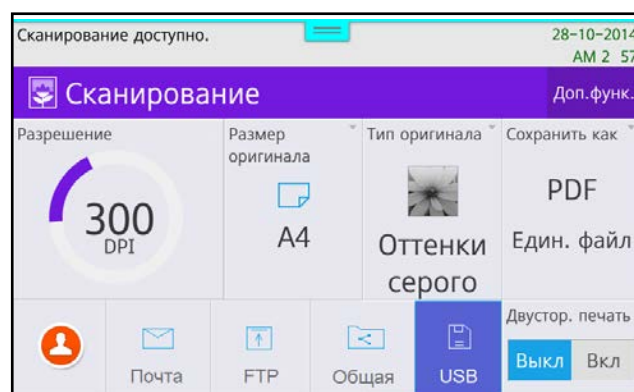 Сканирование доступно.
28-10-2014
AM 2 57
Сканирование
Доп.функ.
Разрешение
300
DPI
Размер
оригинала
A4
Тип оригинала
Оттенки
серого
Сохранить как
PDF
Един. файл
Почта
FTP
Общая
USB
Двустор. печать
Выкл
Вкл